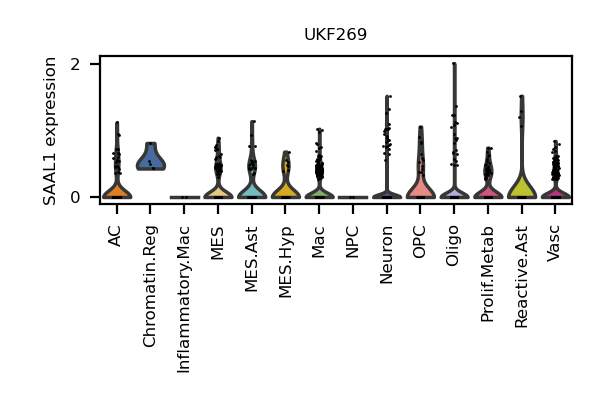 UKF269
SAAL1 expression
2
0
AC
Chromatin.Reg
Inflammatory.Mac
MES
MES.Ast
MES.Hyp
Mac
NPC
Neuron
OPC
Oligo
Prolif.Metab
Reactive.Ast
Vasc